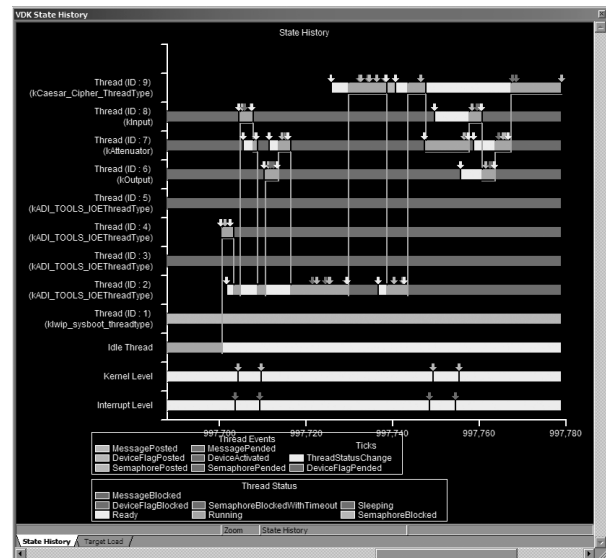 VDK State History
State History
Thread (ID : 9)
(kCaesar_Cipher_ThreadType)
Thread (ID : 8)
(kInput)
Thread (ID : 7)
(kAttenuator)
Thread (ID : 6)
(kOutput)
Thread (ID : 5)
(kADI_TOOLS_IOEThreadType)
Thread (ID : 4)
(kADI_TOOLS_IOEThreadType)
Thread (ID : 3)
(kADI_TOOLS_IOEThreadType)
Thread (ID : 2)
(kADI_TOOLS_IOEThreadType)
Thread (ID : 1)
(klwip_sysboot_threadtype)
Idle Thread
Kernel Level
Interrupt Level
997,700 997,720 997,740 997,760 997,780
Thread Events Ticks
MessagePosted MessagePended
DeviceFlagPosted DeviceActivated ThreadStatusChange
SemaphorePosted SemaphorePended DeviceFlagPended
Thread Status
MessageBlocked
DeviceFlagBlocked SemaphoreBlockedWithTimeout Sleeping
Ready Running SemaphoreBlocked
Zoom State History
State History Target Load